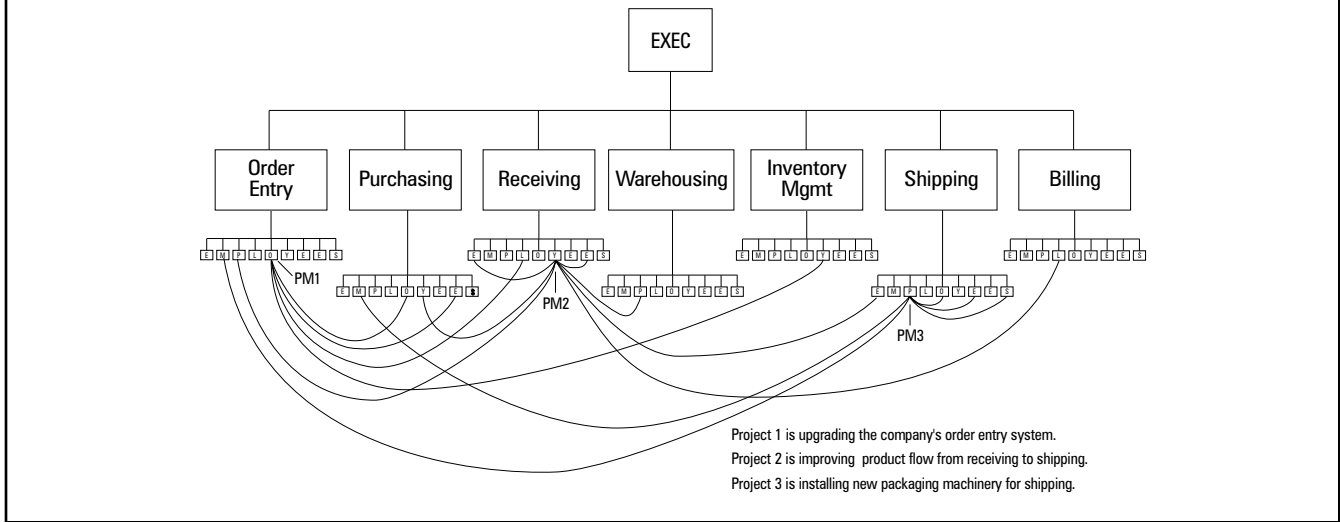 EXEC
Order
Entry
Purchasing
Receiving
Warehousing
Inventory
Mgmt
Shipping
Billing
E M P L O Y E E S
E M P L O Y E E S
E M P L O Y E E S
E M P L O Y E E S
PM1
E M P L O Y E E
PM2
E M P L O Y E E S
E M P L O Y E E S
PM3
Project 1 is upgrading the company's order entry system.
Project 2 is improving product flow from receiving to shipping.
Project 3 is installing new packaging machinery for shipping.